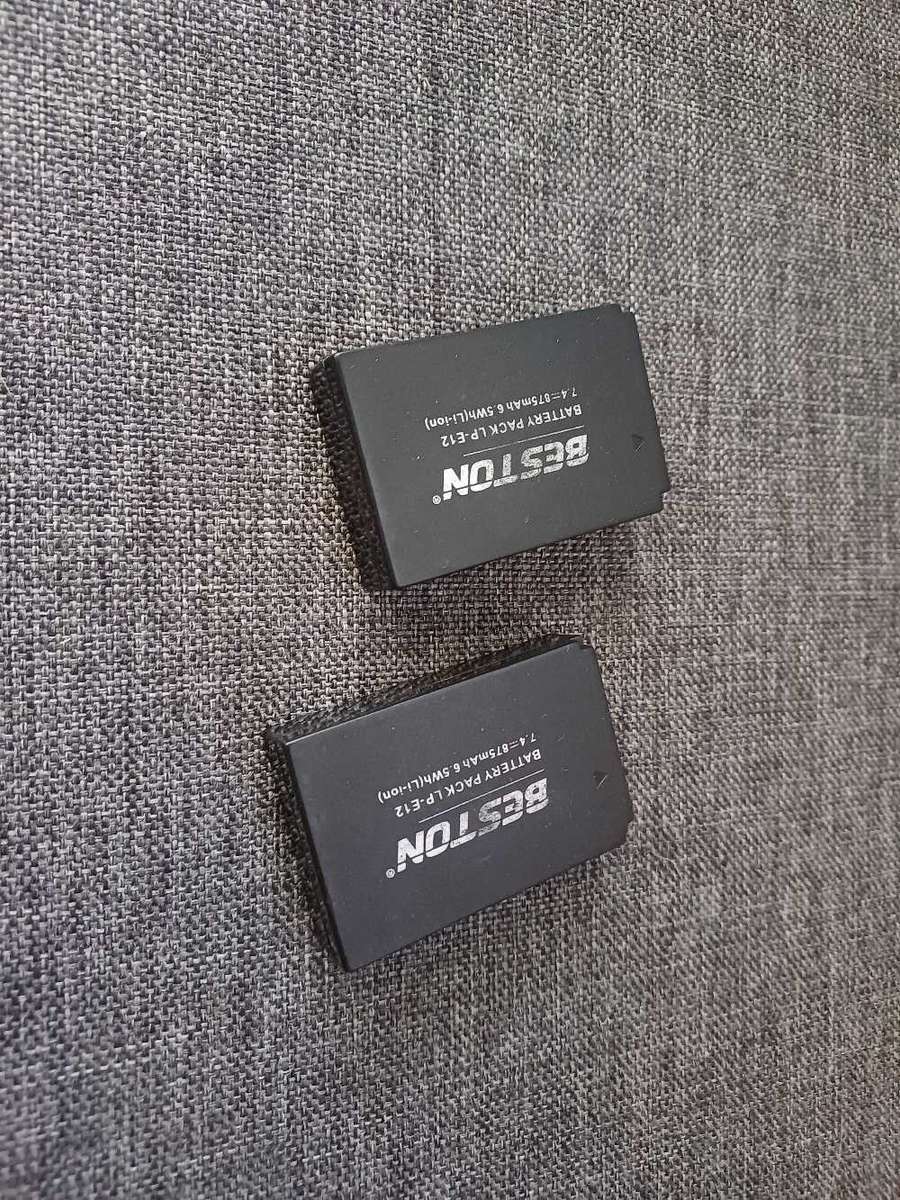 BESTON®
BATTERY PACK LP-E12
7.4⎓875mAh 6.5Wh(Li-ion)
BESTON®
BATTERY PACK LP-E12
7.4⎓875mAh 6.5Wh(Li-ion)